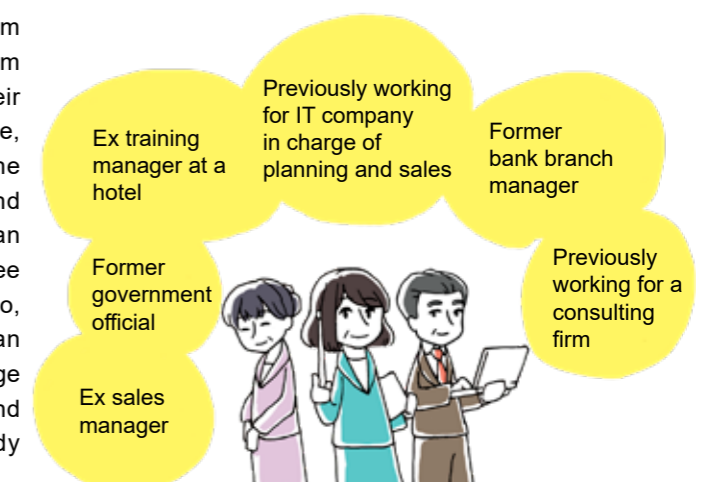 Ex training
manager at a
hotel
Previously working
for IT company
in charge of
planning and sales
Former
bank branch
manager
Former
government
official
Previously
working for a
consulting
firm
Ex sales
manager